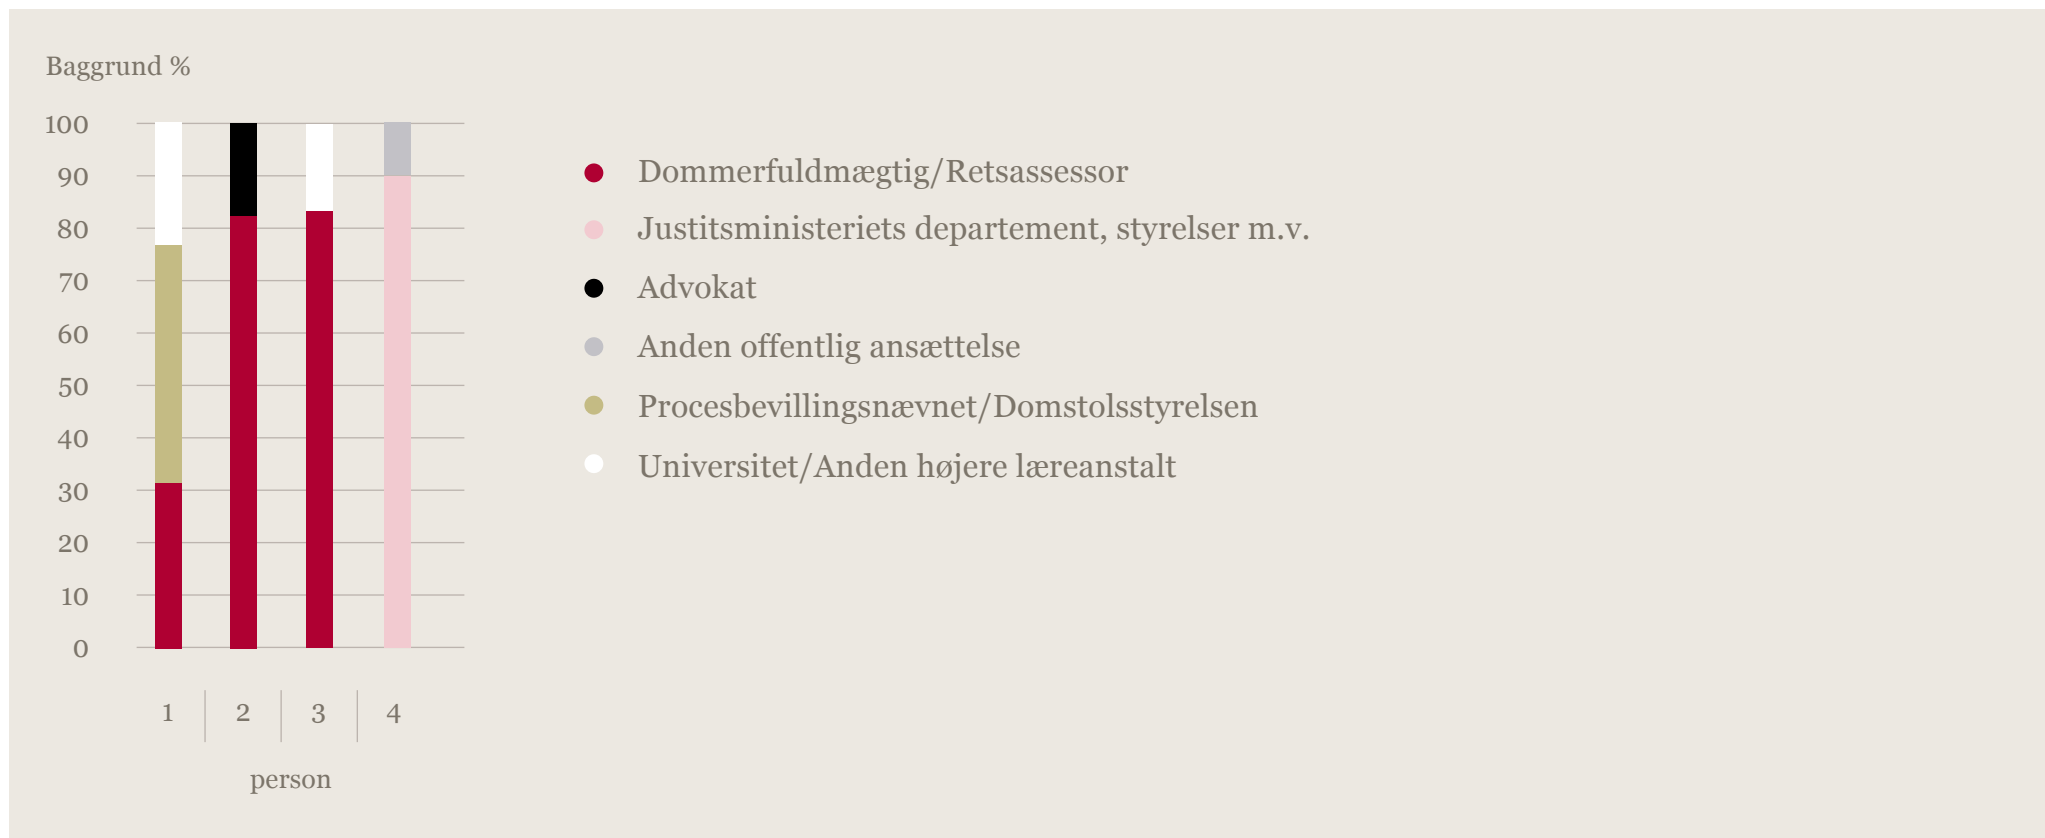 Baggrund %
100
90
80
70
60
50
40
30
20
10
0
1 2 3 4
person
Dommerfuldmægtig/Retsassessor
Justitsministeriets departement, styrelser m.v.
Advokat
Anden offentlig ansættelse
Procesbevillingsnævnet/Domstolsstyrelsen
Universitet/Anden højere læreanstalt